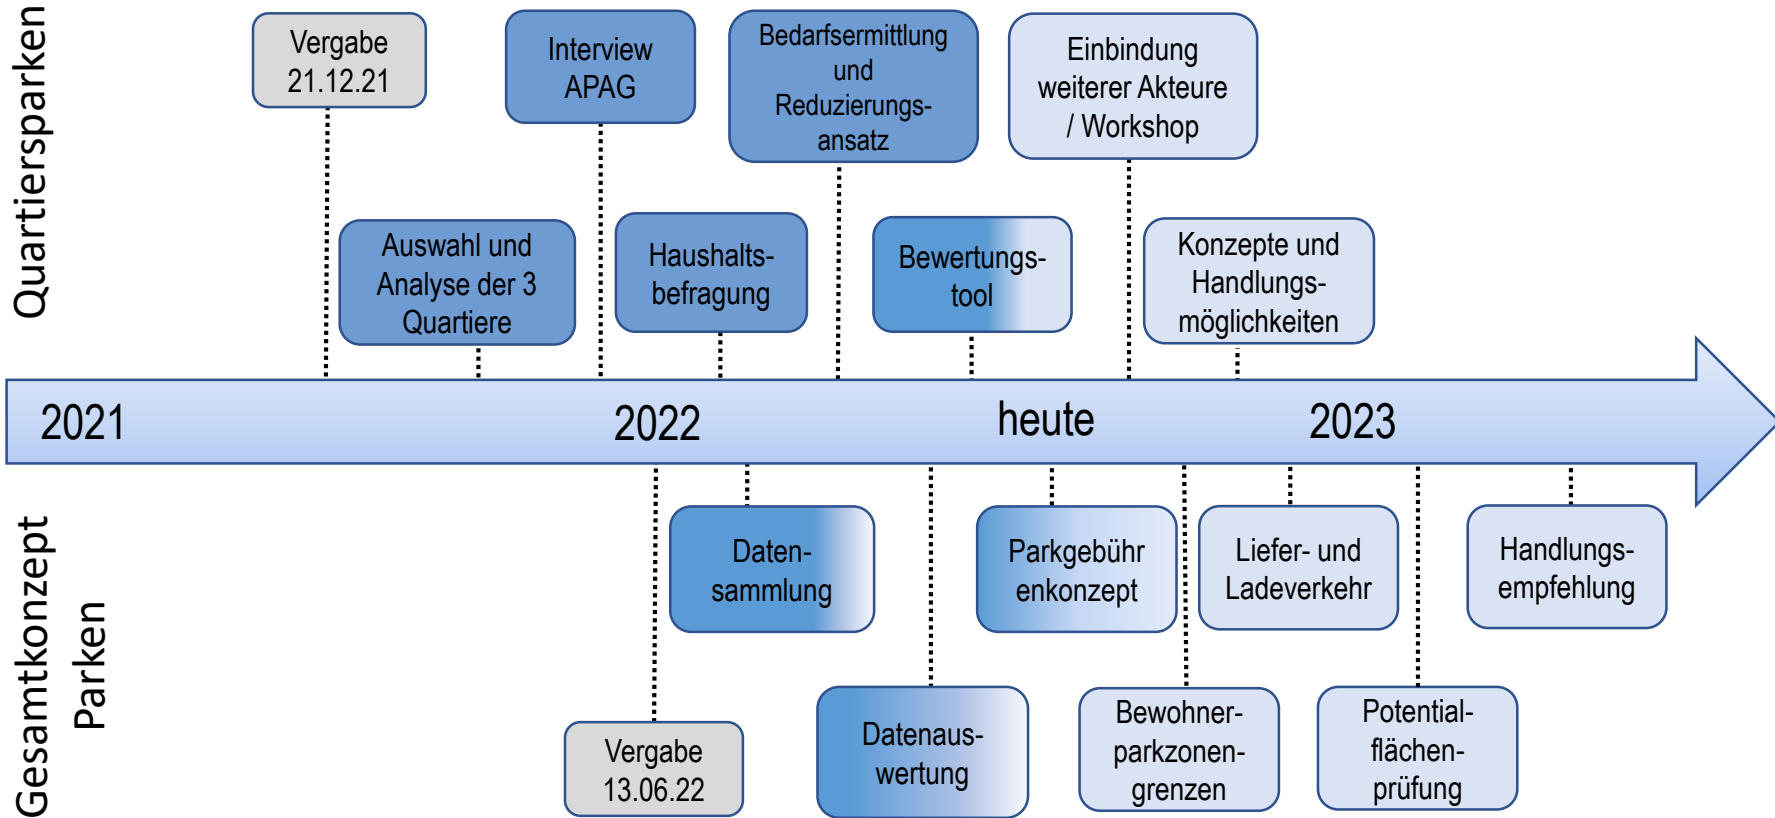 Quartiersparken
Vergabe
21.12.21
Interview
APAG
Bedarfsermittlung
und
Reduzierungs-
ansatz
Einbindung
weiterer Akteure
/ Workshop
Auswahl und
Analyse der 3
Quartiere
Haushalts-
befragung
Bewertungs-
tool
Konzepte und
Handlungs-
möglichkeiten
2021
2022
heute
2023
Gesamtkonzept
Parken
Daten-
sammlung
Parkgebühr
enkonzept
Liefer- und
Ladeverkehr
Handlungs-
empfehlung
Vergabe
13.06.22
Datenaus-
wertung
Bewohner-
parkzonen-
grenzen
Potential-
flächen-
prüfung